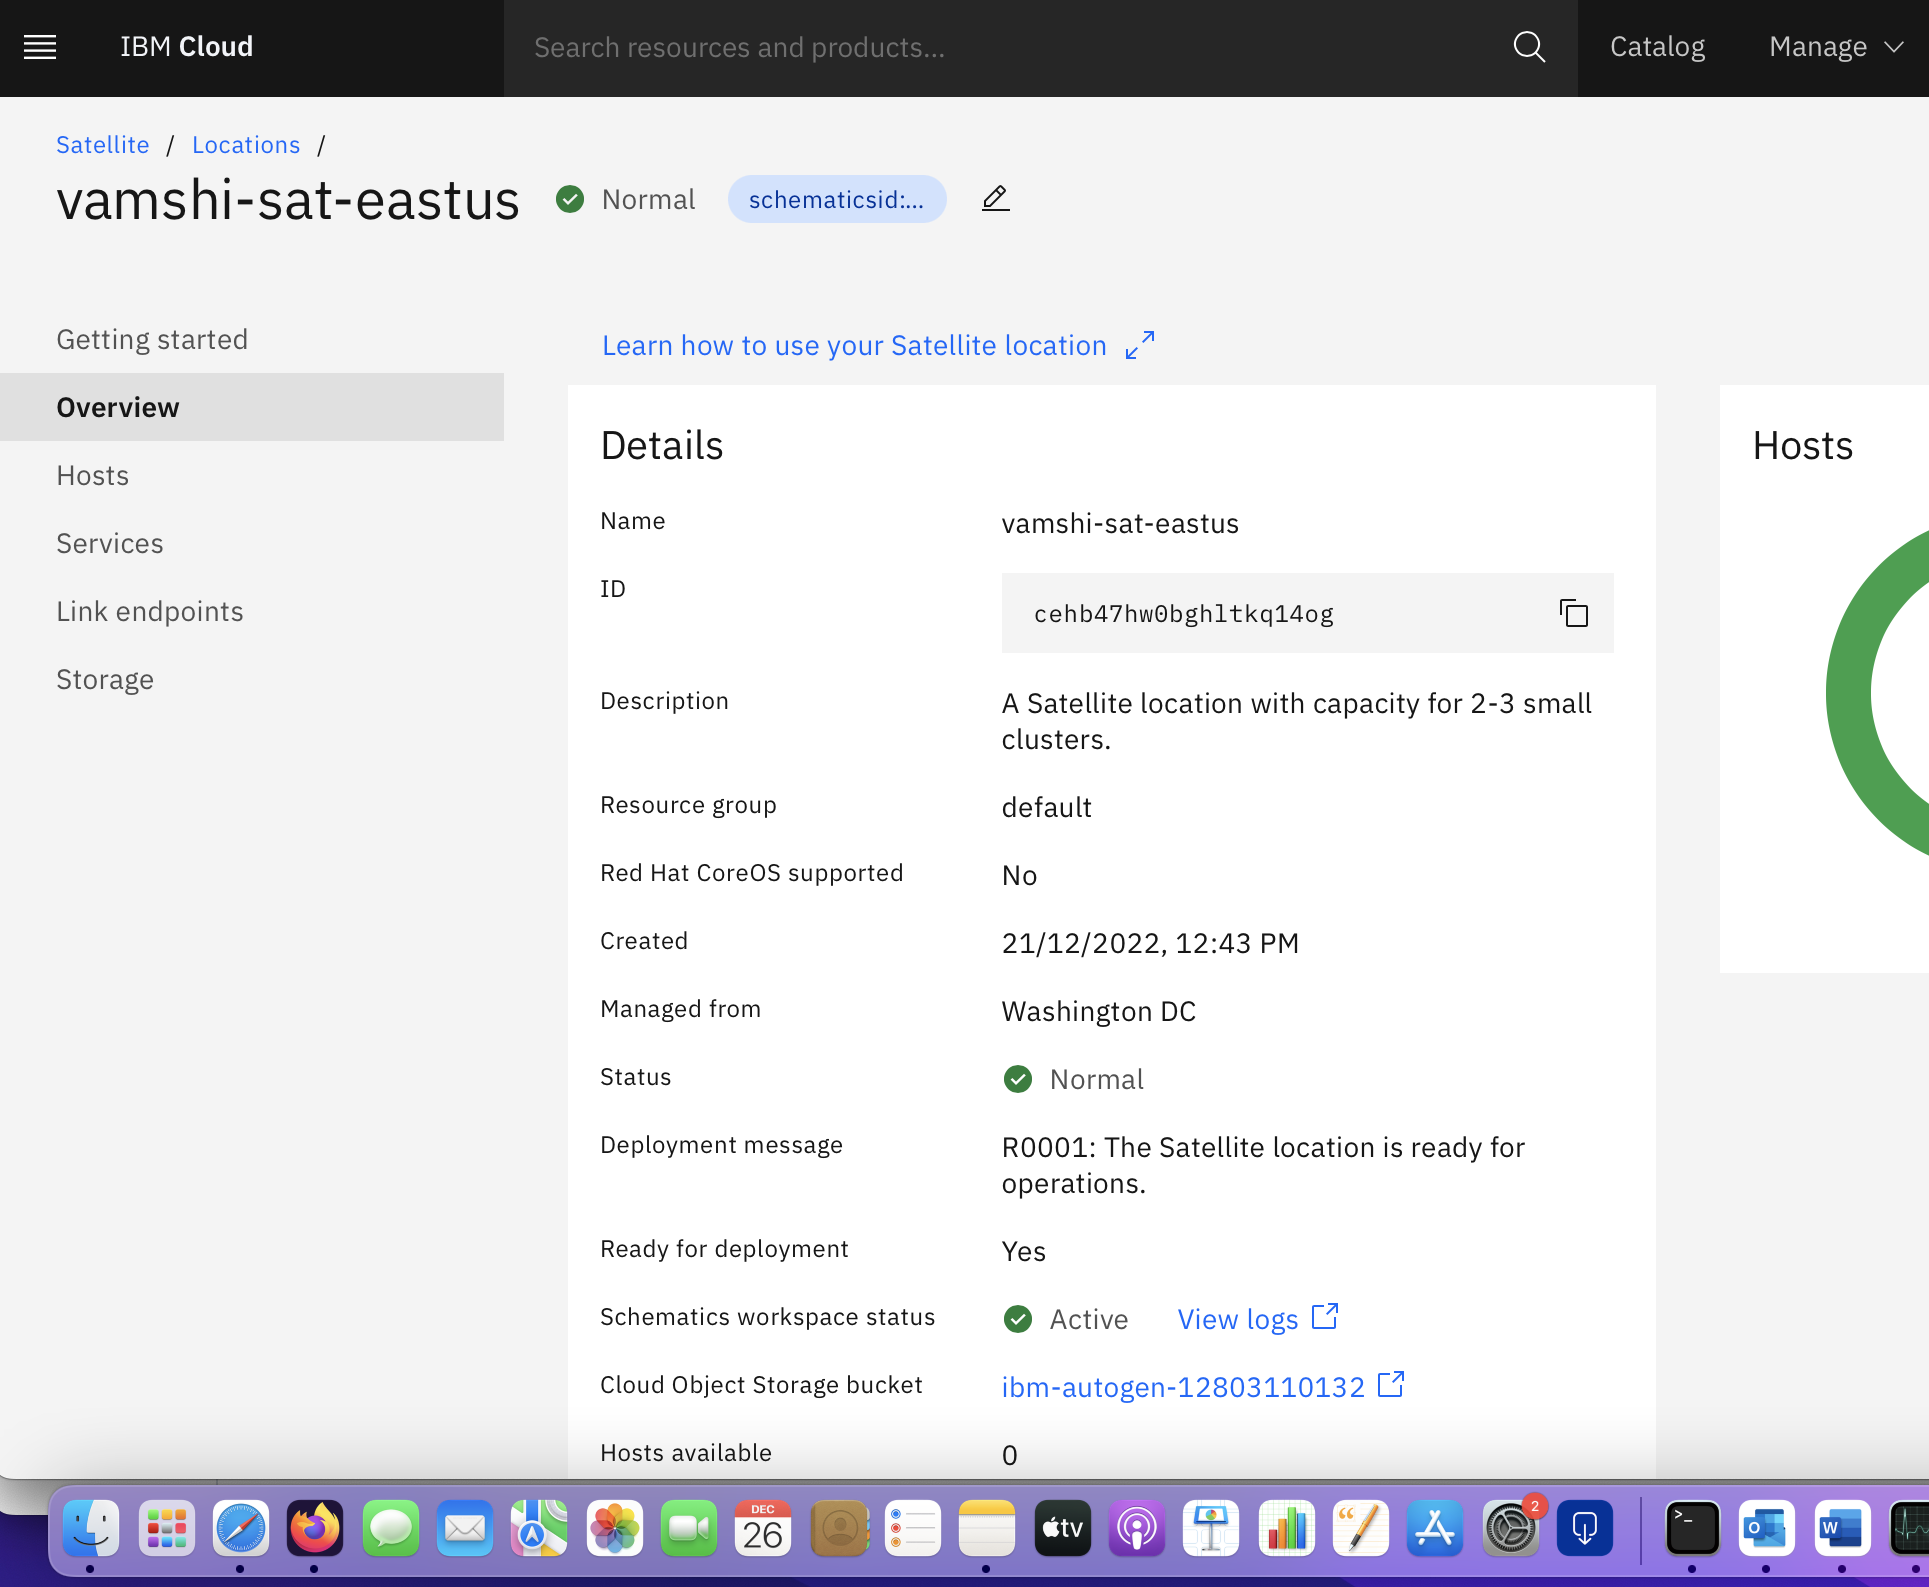 IBM Cloud
Search resources and products...
Catalog
Manage
Satellite / Locations /
vamshi-sat-eastus
Normal
schematicsid:...
Getting started
Overview
Hosts
Services
Link endpoints
Storage
Learn how to use your Satellite location
Details
Name
vamshi-sat-eastus
ID
cehb47hw0bghltkq14og
Description
A Satellite location with capacity for 2-3 small
clusters.
Resource group
default
Red Hat CoreOS supported
No
Created
21/12/2022, 12:43 PM
Managed from
Washington DC
Status
Normal
Deployment message
R0001: The Satellite location is ready for
operations.
Ready for deployment
Yes
Schematics workspace status
Active
View logs
Cloud Object Storage bucket
ibm-autogen-12803110132
Hosts available
0
Hosts
DEC
26
tv
2
>_
O
W